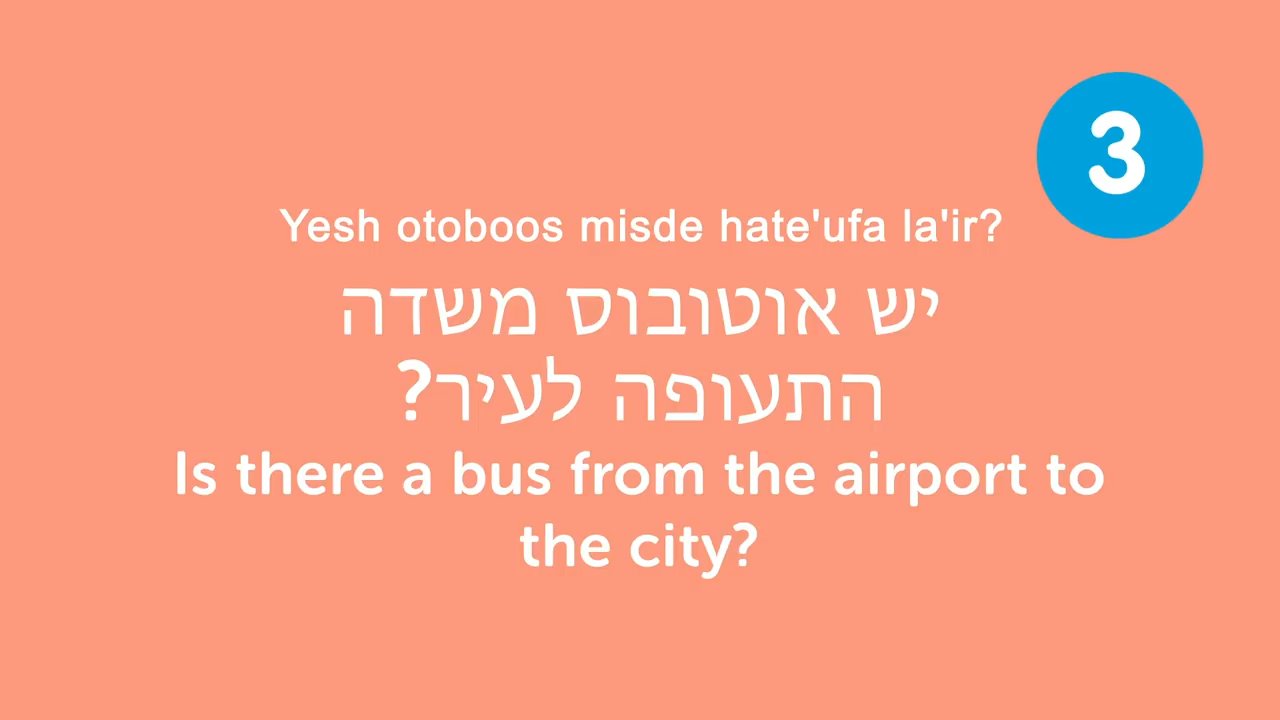 3
Yesh otoboos misde hate'ufa la'ir?
יש אוטובוס משדה
התעופה לעיר?
Is there a bus from the airport to
the city?